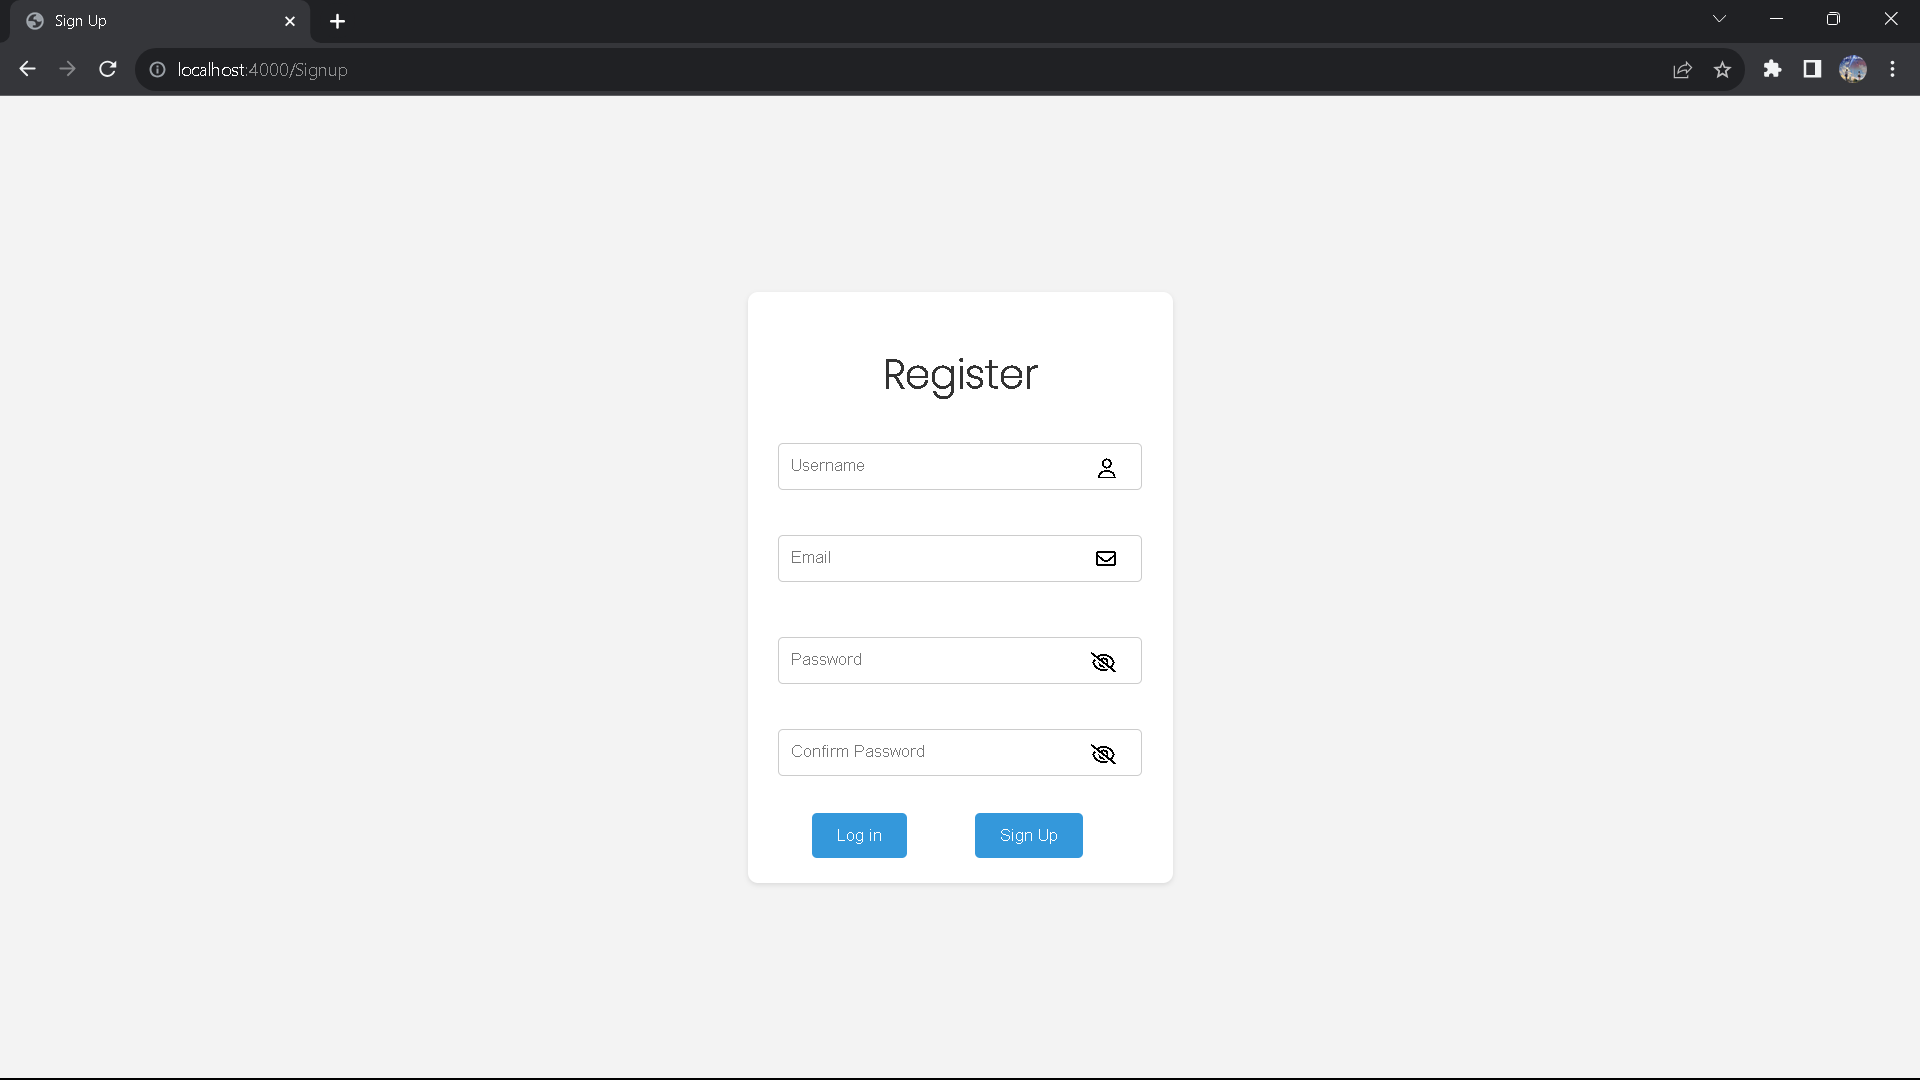 Sign Up
localhost:4000/Signup
Register
Username
Email
Password
Confirm Password
Log in Sign Up